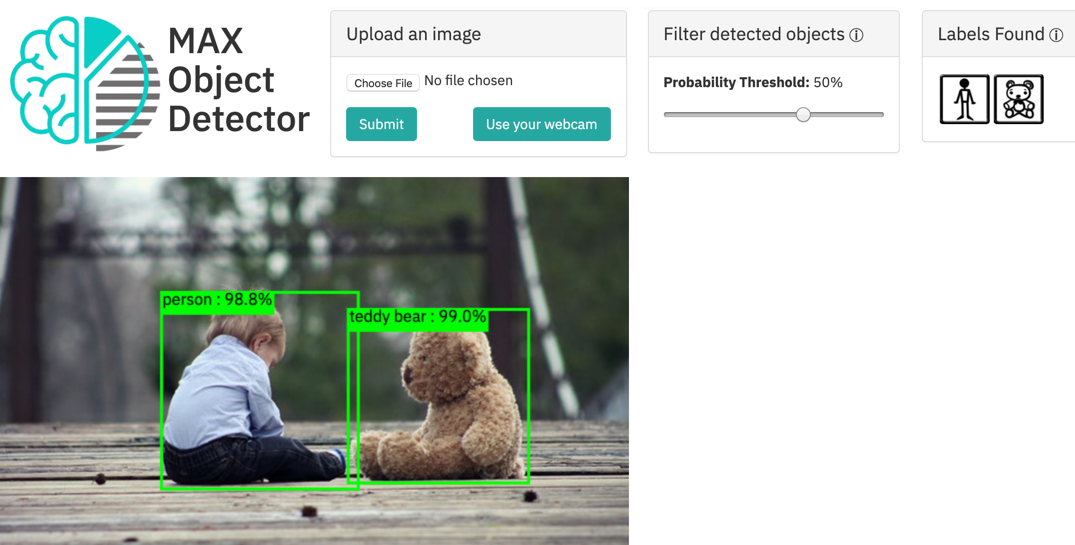 MAX
Object
Detector
Upload an image
Choose File No file chosen
Submit
Use your webcam
Filter detected objects
Probability Threshold: 50%
Labels Found
person : 98.8%
teddy bear : 99.0%